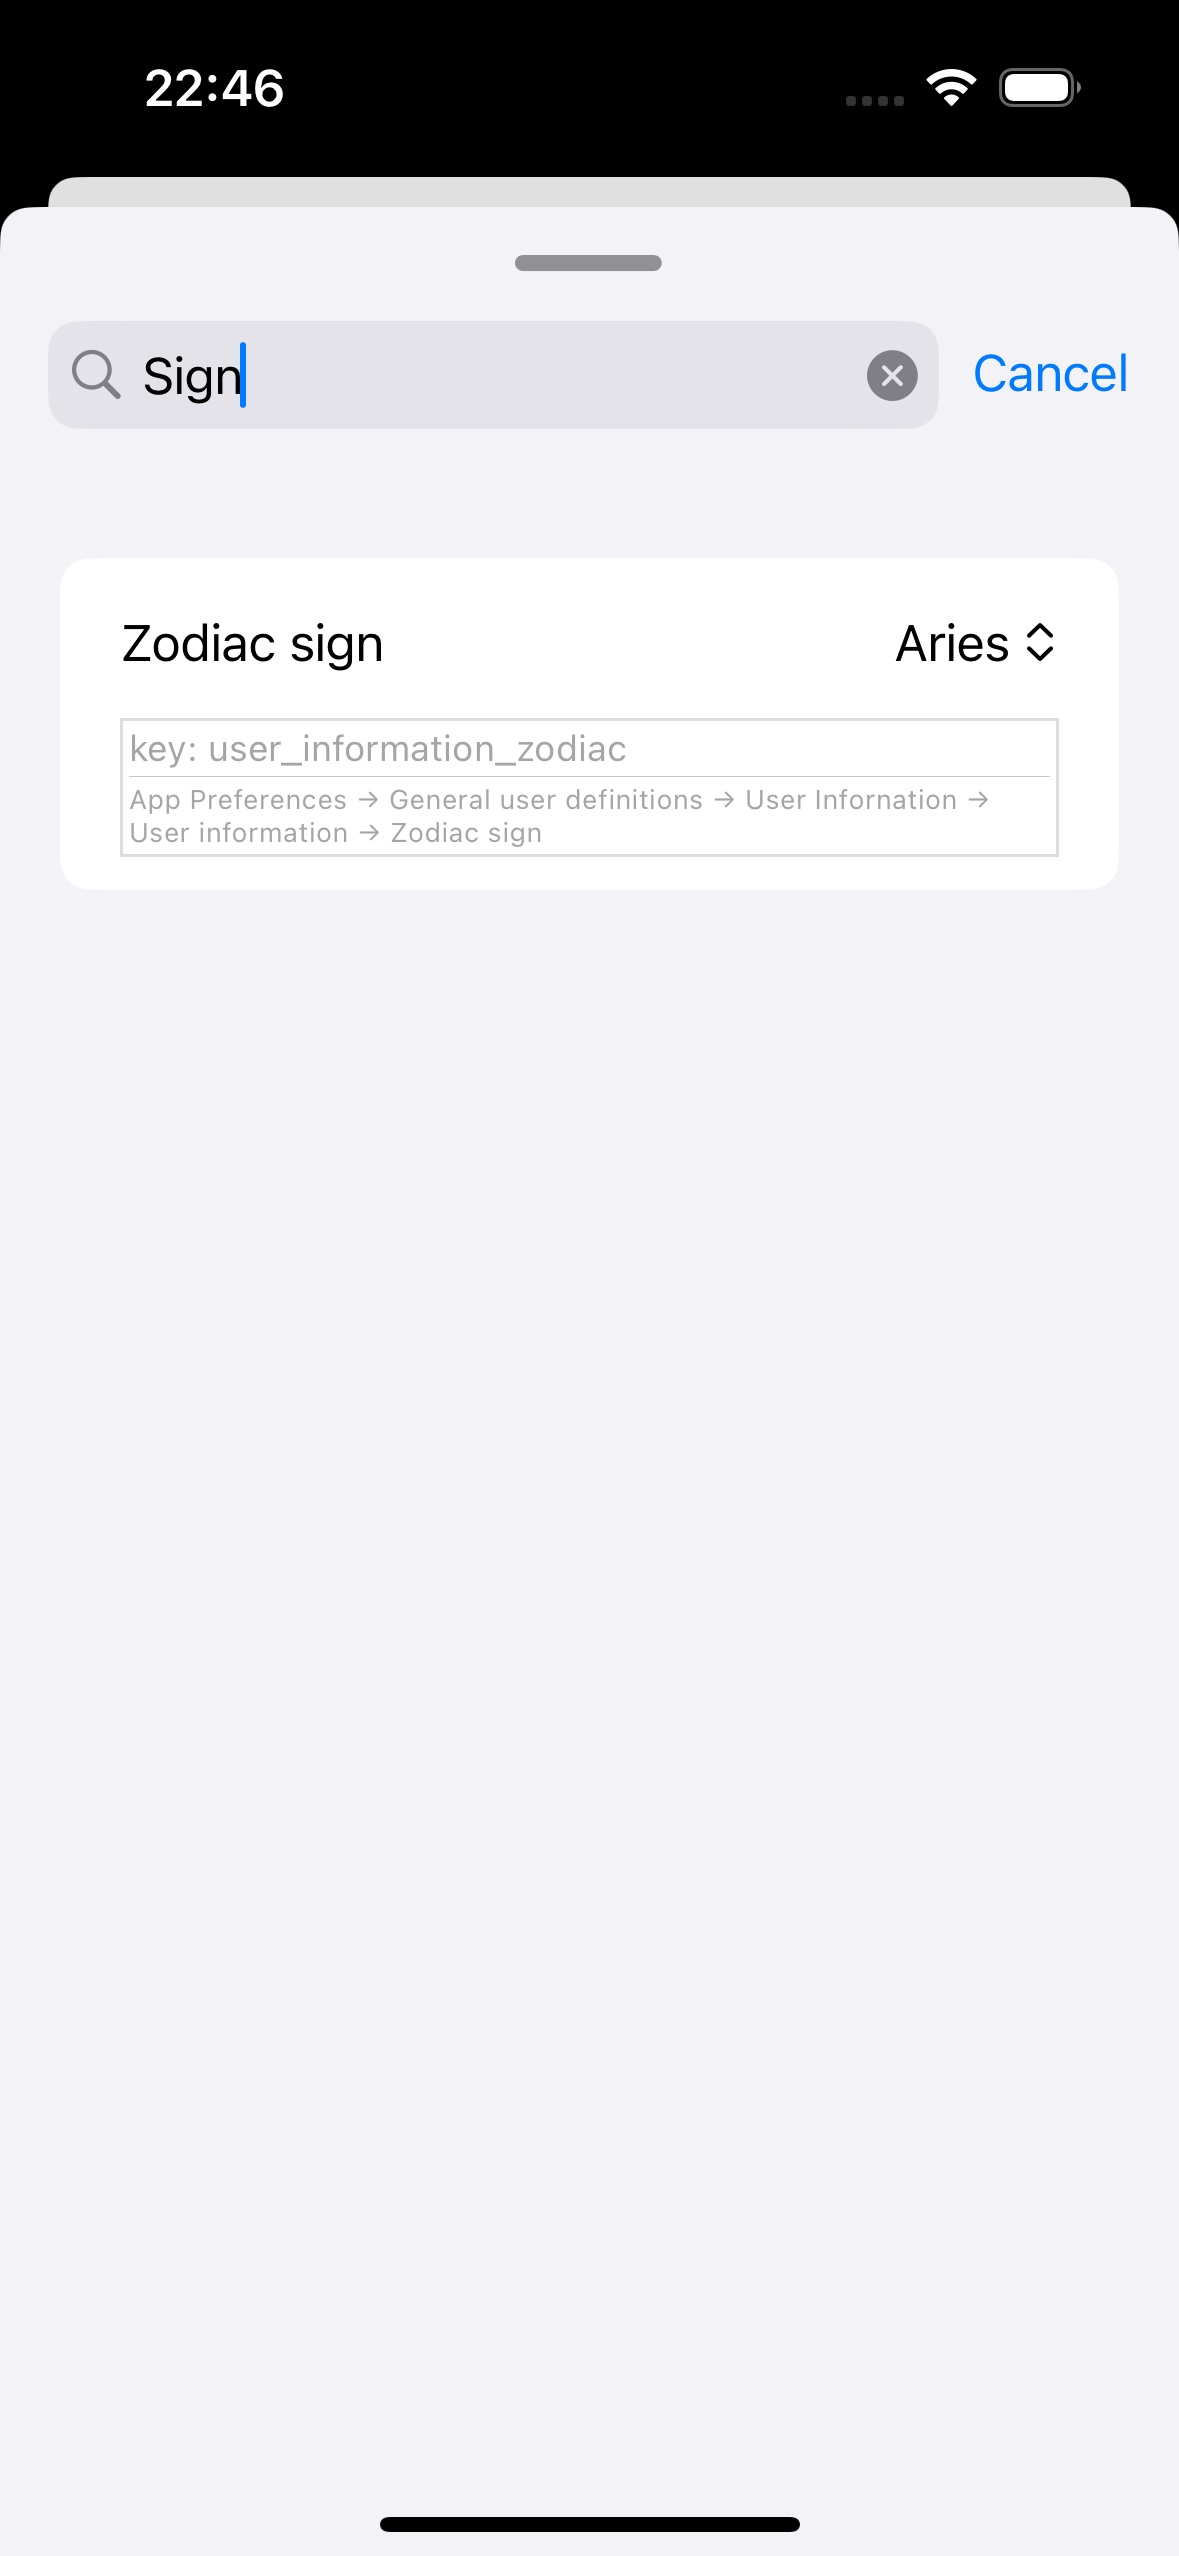 22:46
Sign
Cancel
Zodiac sign
Aries
key: user_information_zodiac
App Preferences → General user definitions → User Infornation →
User information → Zodiac sign